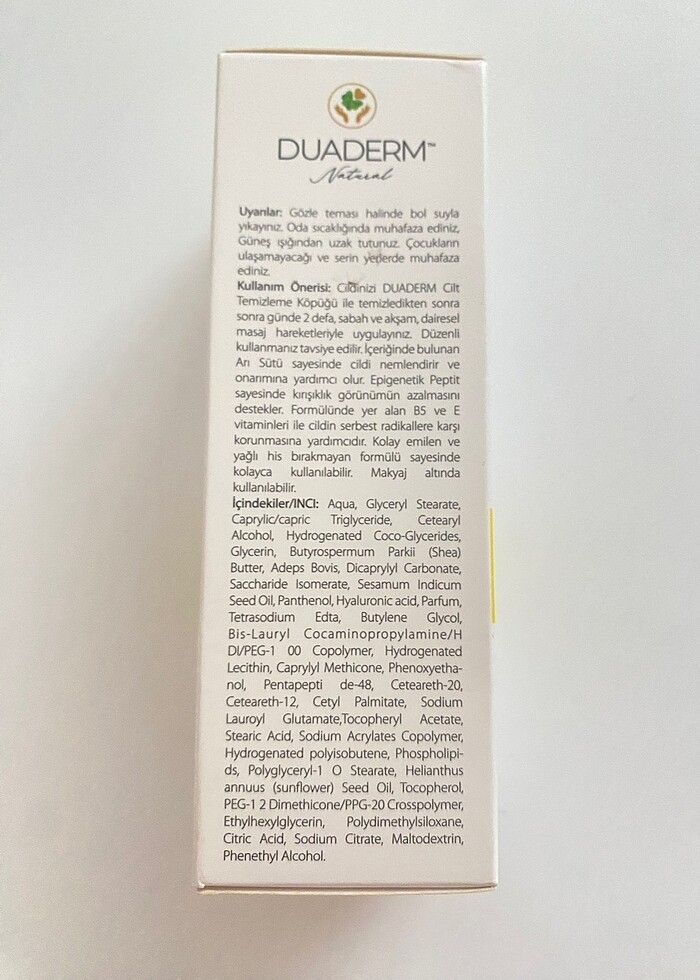 DUADERM™
Natural
Uyarılar: Gözle teması halinde bol suyla
yıkayınız. Oda sıcaklığında muhafaza ediniz,
Güneş ışığından uzak tutunuz. Çocukların
ulaşamayacağı ve serin yerlerde muhafaza
ediniz.
Kullanım Önerisi: Cildinizi DUADERM Cilt
Temizleme Köpüğü ile temizledikten sonra
sonra günde 2 defa, sabah ve akşam, dairesel
masaj hareketleriyle uygulayınız. Düzenli
kullanmanız tavsiye edilir. İçeriğinde bulunan
Arı Sütü sayesinde cildi nemlendirir ve
onarımına yardımcı olur. Epigenetik Peptit
sayesinde kırışıklık görünümün azalmasını
destekler. Formülünde yer alan B5 ve E
vitaminleri ile cildin serbest radikallere karşı
korunmasına yardımcıdır. Kolay emilen ve
yağlı his bırakmayan formülü sayesinde
kolayca kullanılabilir. Makyaj altında
kullanılabilir.
İçindekiler/INCI: Aqua, Glyceryl Stearate,
Caprylic/capric Triglyceride, Cetearyl
Alcohol, Hydrogenated Coco-Glycerides,
Glycerin, Butyrospermum Parkii (Shea)
Butter, Adeps Bovis, Dicaprylyl Carbonate,
Saccharide Isomerate, Sesamum Indicum
Seed Oil, Panthenol, Hyaluronic acid, Parfum,
Tetrasodium Edta, Butylene Glycol,
Bis-Lauryl Cocaminopropylamine/H
DI/PEG-1 00 Copolymer, Hydrogenated
Lecithin, Caprylyl Methicone, Phenoxyetha-
nol, Pentapepti de-48, Ceteareth-20,
Ceteareth-12, Cetyl Palmitate, Sodium
Lauroyl Glutamate,Tocopheryl Acetate,
Stearic Acid, Sodium Acrylates Copolymer,
Hydrogenated polyisobutene, Phospholipi-
ds, Polyglyceryl-1 O Stearate, Helianthus
annuus (sunflower) Seed Oil, Tocopherol,
PEG-1 2 Dimethicone/PPG-20 Crosspolymer,
Ethylhexylglycerin, Polydimethylsiloxane,
Citric Acid, Sodium Citrate, Maltodextrin,
Phenethyl Alcohol.